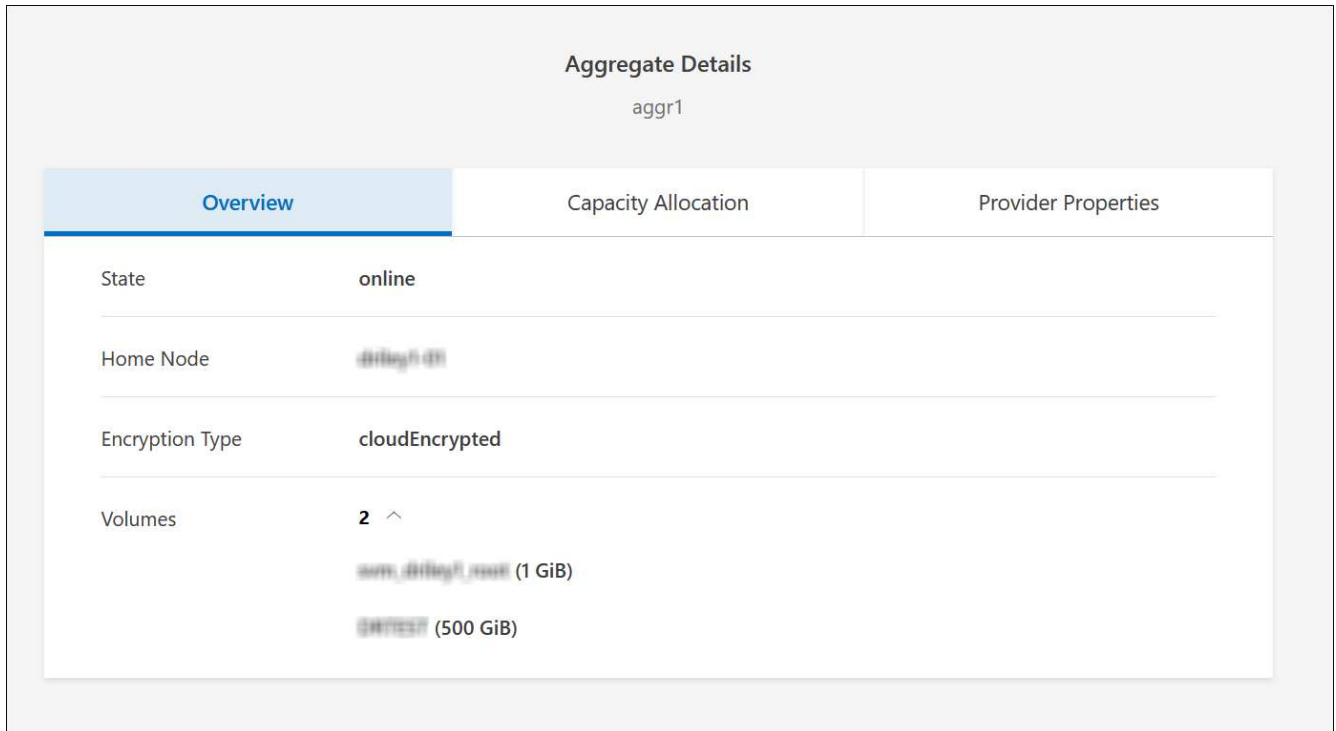 Aggregate Details
aggr1
Overview Capacity Allocation Provider Properties
State online
Home Node
Encryption Type cloudEncrypted
Volumes 2
(1 GiB)
(500 GiB)